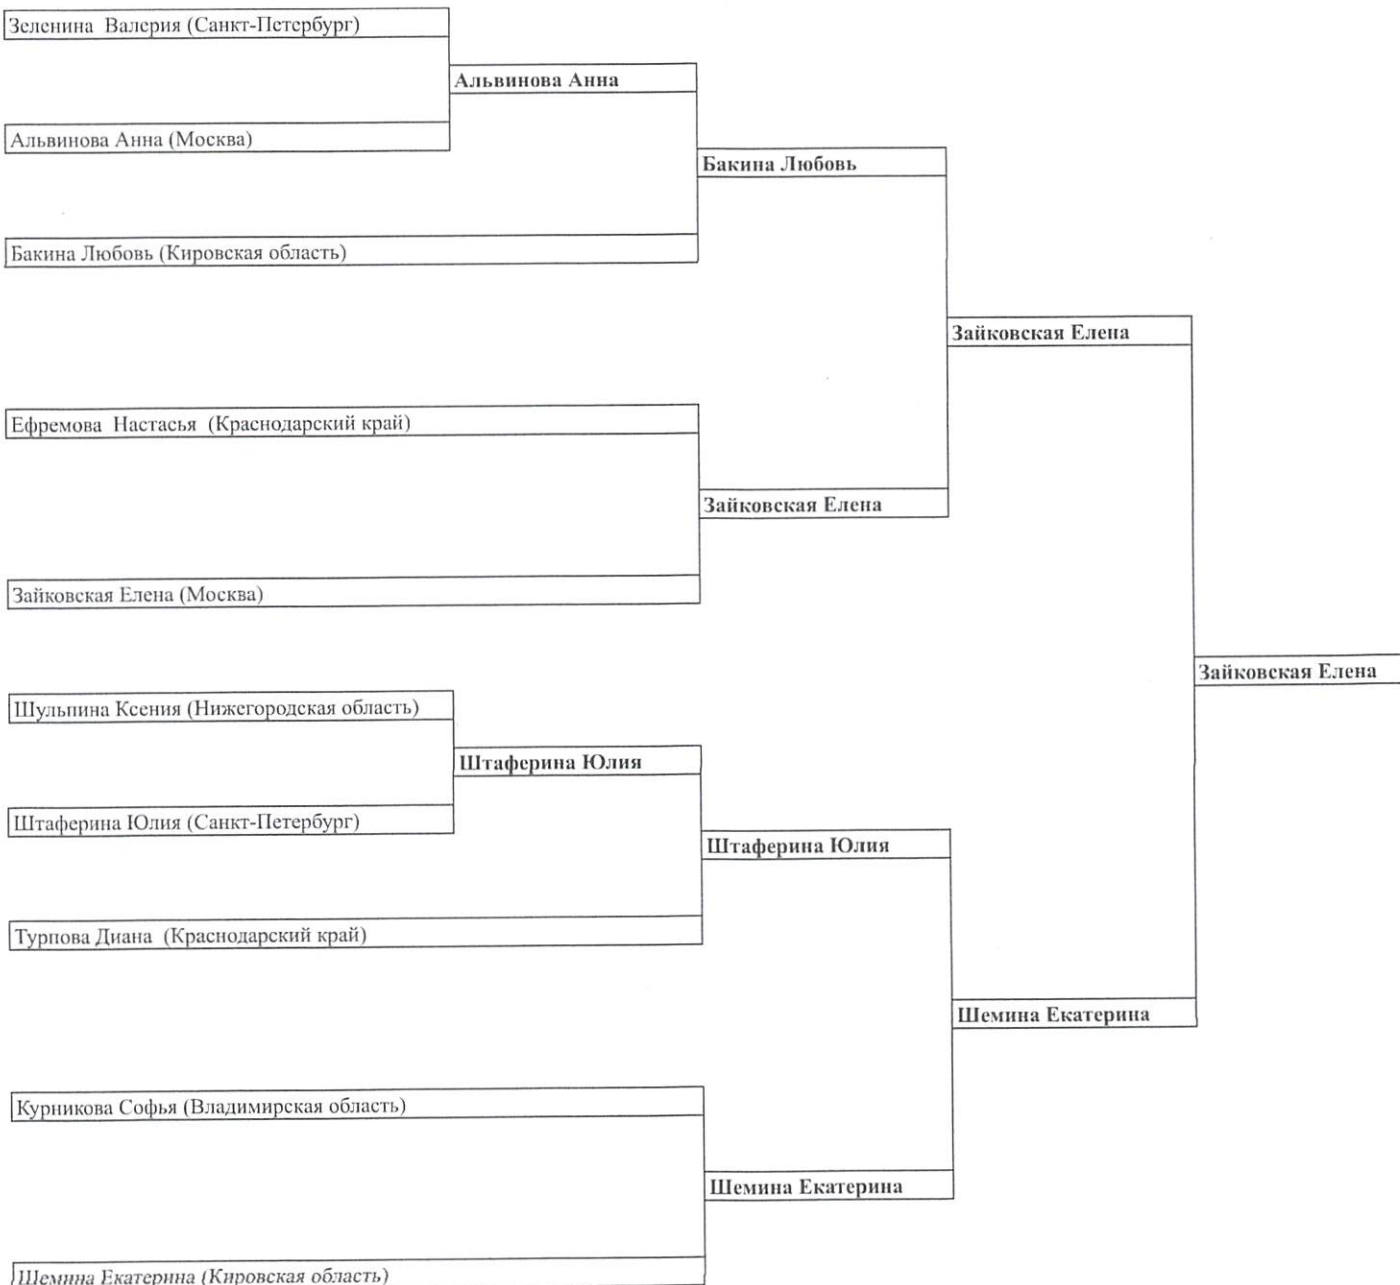 Зеленина Валерия (Санкт-Петербург)
Альвинова Анна
Альвинова Анна (Москва)
Бакина Любовь
Бакина Любовь (Кировская область)
Зайковская Елена
Ефремова Настасья (Краснодарский край)
Зайковская Елена
Зайковская Елена (Москва)
Зайковская Елена
Шульпина Ксения (Нижегородская область)
Штаферина Юлия
Штаферина Юлия (Санкт-Петербург)
Штаферина Юлия
Турпова Диана (Краснодарский край)
Шемина Екатерина
Курникова Софья (Владимирская область)
Шемина Екатерина
Шемина Екатерина (Кировская область)